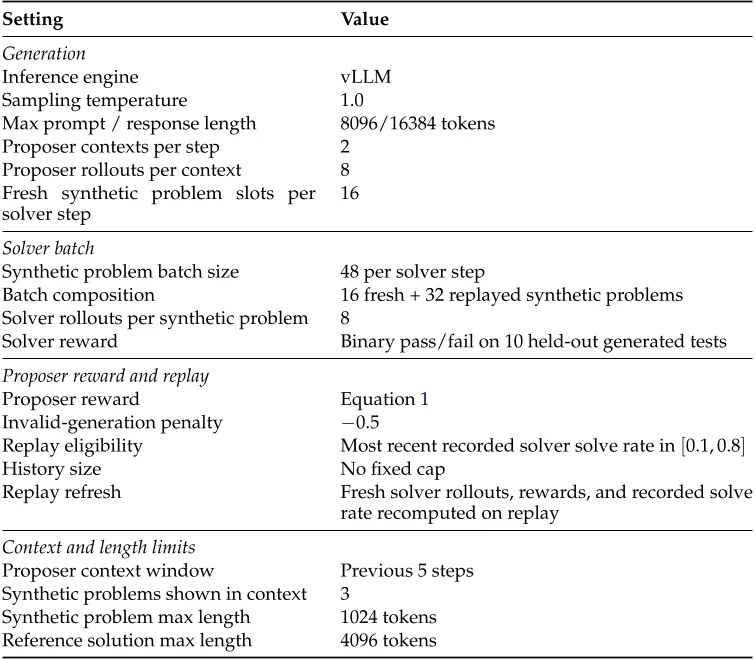 Setting Value
Generation
Inference engine vLLM
Sampling temperature 1.0
Max prompt / response length 8096/16384 tokens
Proposer contexts per step 2
Proposer rollouts per context 8
Fresh synthetic problem slots per 16
solver step
Solver batch
Synthetic problem batch size 48 per solver step
Batch composition 16 fresh + 32 replayed synthetic problems
Solver rollouts per synthetic problem 8
Solver reward Binary pass/fail on 10 held-out generated tests
Proposer reward and replay
Proposer reward Equation 1
Invalid-generation penalty −0.5
Replay eligibility Most recent recorded solver solve rate in [0.1, 0.8]
History size No fixed cap
Replay refresh Fresh solver rollouts, rewards, and recorded solve
rate recomputed on replay
Context and length limits
Proposer context window Previous 5 steps
Synthetic problems shown in context 3
Synthetic problem max length 1024 tokens
Reference solution max length 4096 tokens